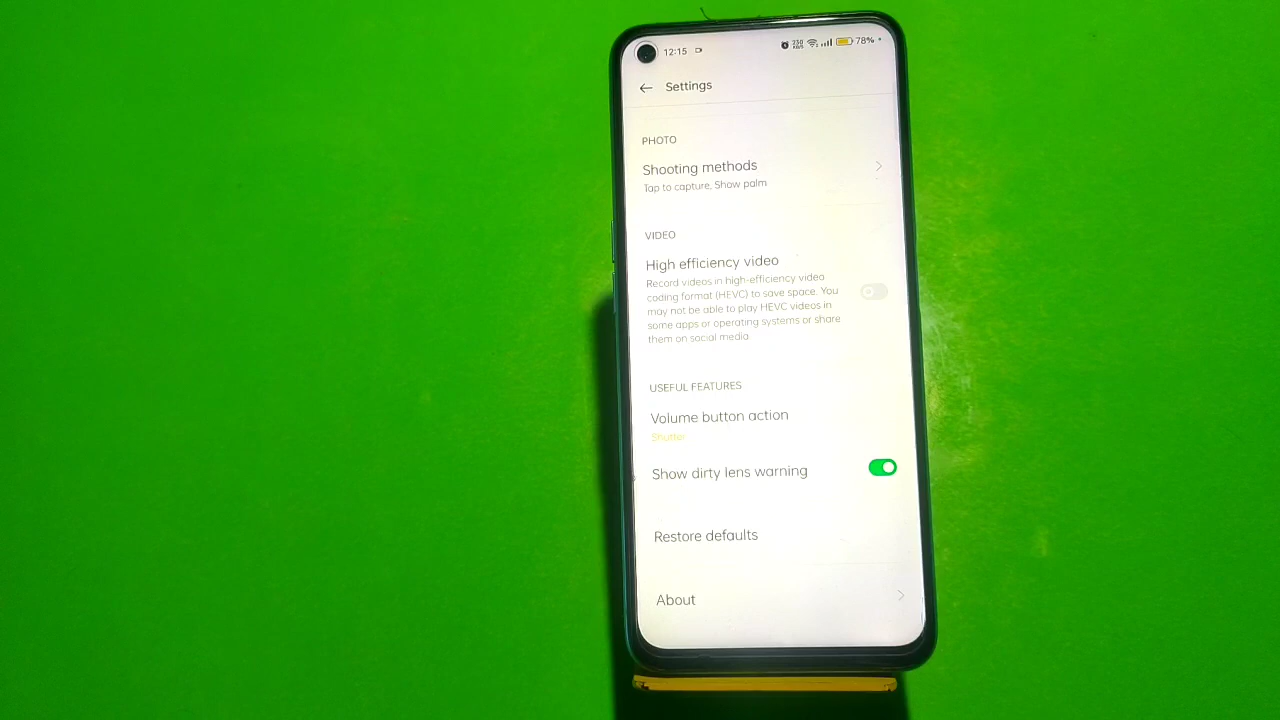 12:15
78%
Settings
PHOTO
Shooting methods
Tap to capture, Show palm
VIDEO
High efficiency video
Record videos in high-efficiency video
coding format (HEVC) to save space. You
may not be able to play HEVC videos in
some apps or operating systems or share
them on social media.
USEFUL FEATURES
Volume button action
Shutter
Show dirty lens warning
Restore defaults
About